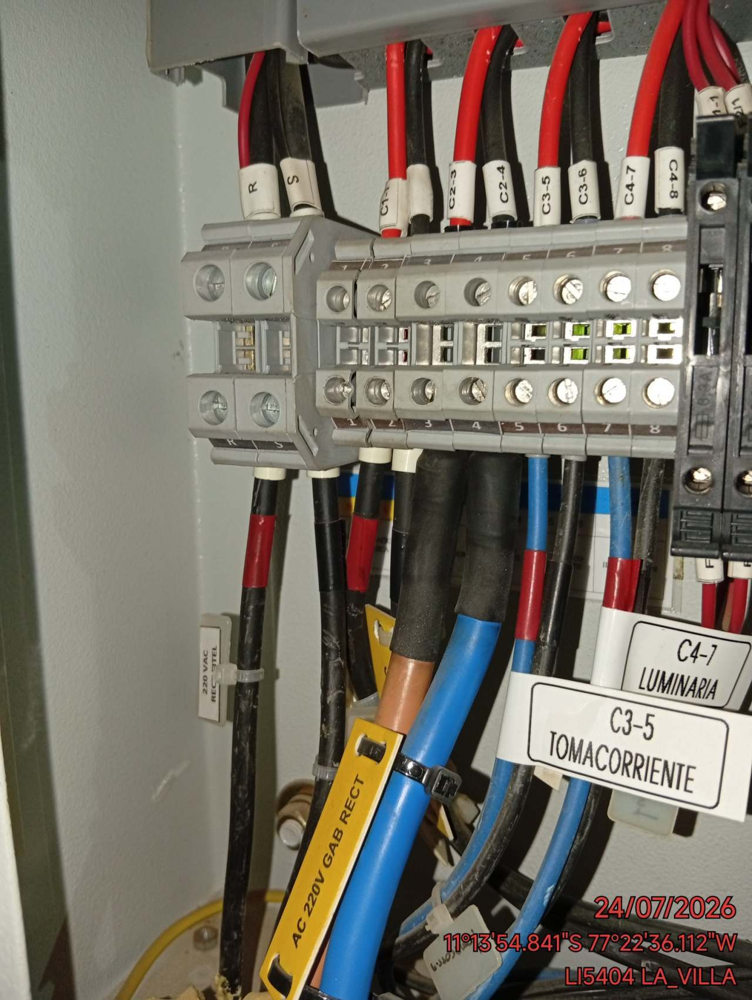 R
S
C2-3
C2-4
C3-5
C3-6
C4-7
C4-8
1
2
3
4
5
6
7
8
6.3A
1
2
3
4
5
6
7
8
R
S
220 VAC
C4-7
LUMINARIA
C3-5
TOMACORRIENTE
AC 220V GAB RECT
24/07/2026
11°13'54.841"S 77°22'36.112"W
LI5404 LA_VILLA